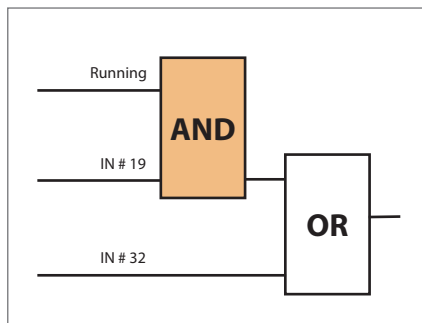 Running
AND
IN # 19
OR
IN # 32